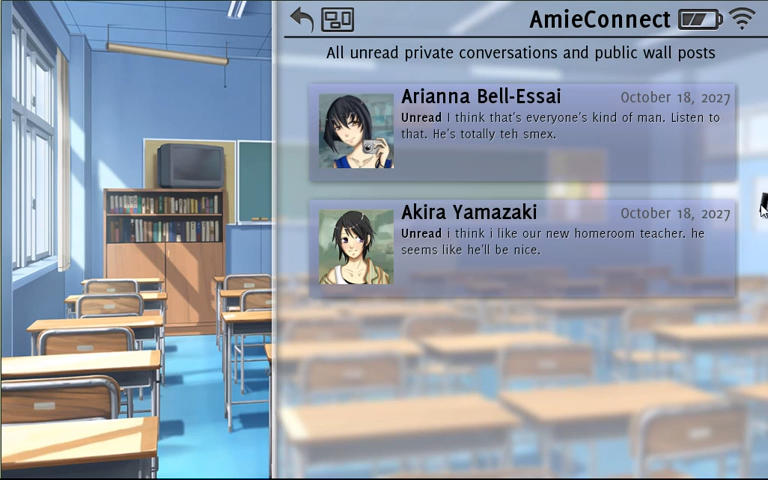 AmieConnect
All unread private conversations and public wall posts
Arianna Bell-Essai
October 18, 2027
Unread I think that's everyone's kind of man. Listen to
that. He's totally teh smex.
Akira Yamazaki
October 18, 2027
Unread i think i like our new homeroom teacher. he
seems like he'll be nice.